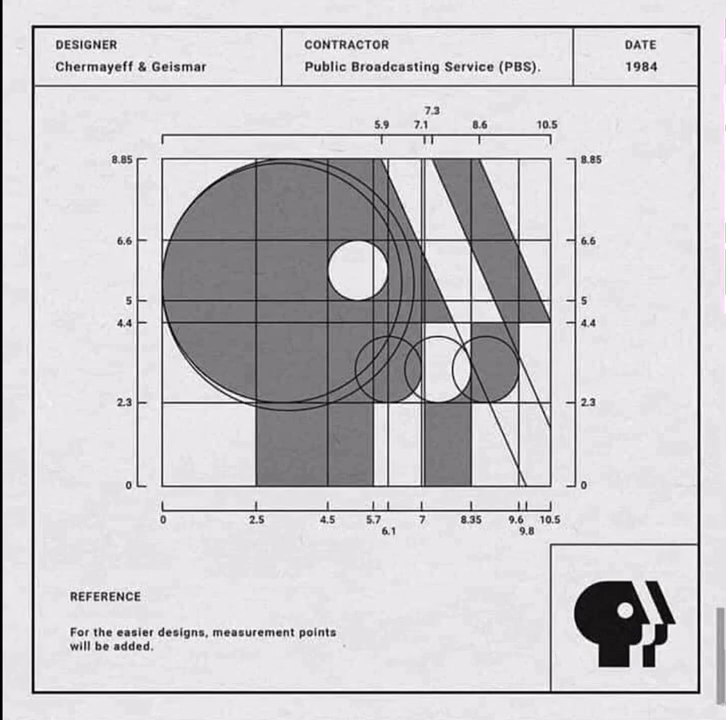 DESIGNER
Chermayeff & Geismar
CONTRACTOR
Public Broadcasting Service (PBS).
DATE
1984
7.3
5.9 7.1 8.6 10.5
8.85 8.85
6.6 6.6
5 5
4.4 4.4
2.3 2.3
0 0
0 2.5 4.5 5.7 7 8.35 9.6 10.5
6.1 9.8
REFERENCE
For the easier designs, measurement points
will be added.